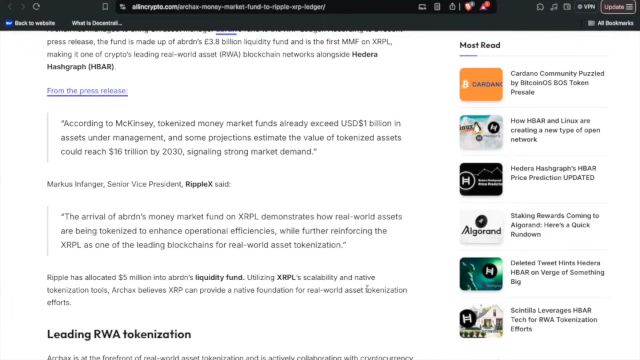 allincrypto.com/archax-money-market-fund-to-ripple-xrp-ledger/
VPN
Update
Back to website
What is Decentrali...
All Bookmarks
press release, the fund is made up of abrdn's £3.8 billion liquidity fund and is the first MMF on XRPL,
making it one of crypto's leading real-world asset (RWA) blockchain networks alongside Hedera
Hashgraph (HBAR).
From the press release:
"According to McKinsey, tokenized money market funds already exceed USD$1 billion in
assets under management, and some projections estimate the value of tokenized assets
could reach $16 trillion by 2030, signaling strong market demand."
Markus Infanger, Senior Vice President, RippleX said:
"The arrival of abrdn's money market fund on XRPL demonstrates how real-world assets
are being tokenized to enhance operational efficiencies, while further reinforcing the
XRPL as one of the leading blockchains for real-world asset tokenization."
Ripple has allocated $5 million into abrdn's liquidity fund. Utilizing XRPL's scalability and native
tokenization tools, Archax believes XRP can provide a native foundation for real-world asset tokenization
efforts.
Leading RWA tokenization
Archax is at the forefront of real-world asset tokenization and is actively collaborating with cryptocurrency
Most Read
CARDANO
Cardano Community Puzzled
by BitcoinOS BOS Token
Presale
How HBAR and Linux are
creating a new type of open
network
Hedera Hashgraph's HBAR
Price Prediction UPDATED
Algorand
Staking Rewards Coming to
Algorand: Here's a Quick
Rundown
Deleted Tweet Hints Hedera
HBAR on Verge of Something
Big
Scintilla Leverages HBAR
Tech for RWA Tokenization
Efforts